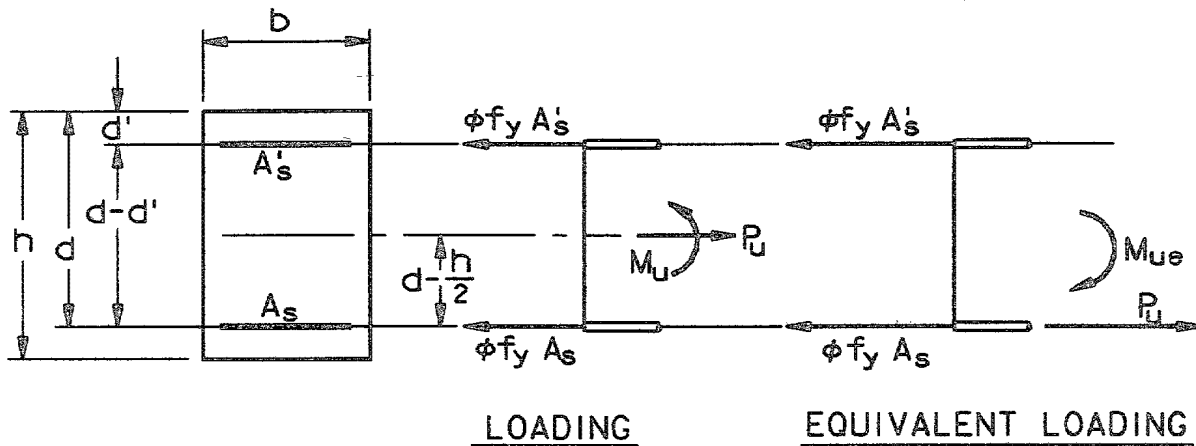 b
d'
h
d
d-d'
A's
As
d-h/2
φfy A's
Mu
Pu
φfy As
φfy A's
Mue
Pu
φfy As
LOADING
EQUIVALENT LOADING